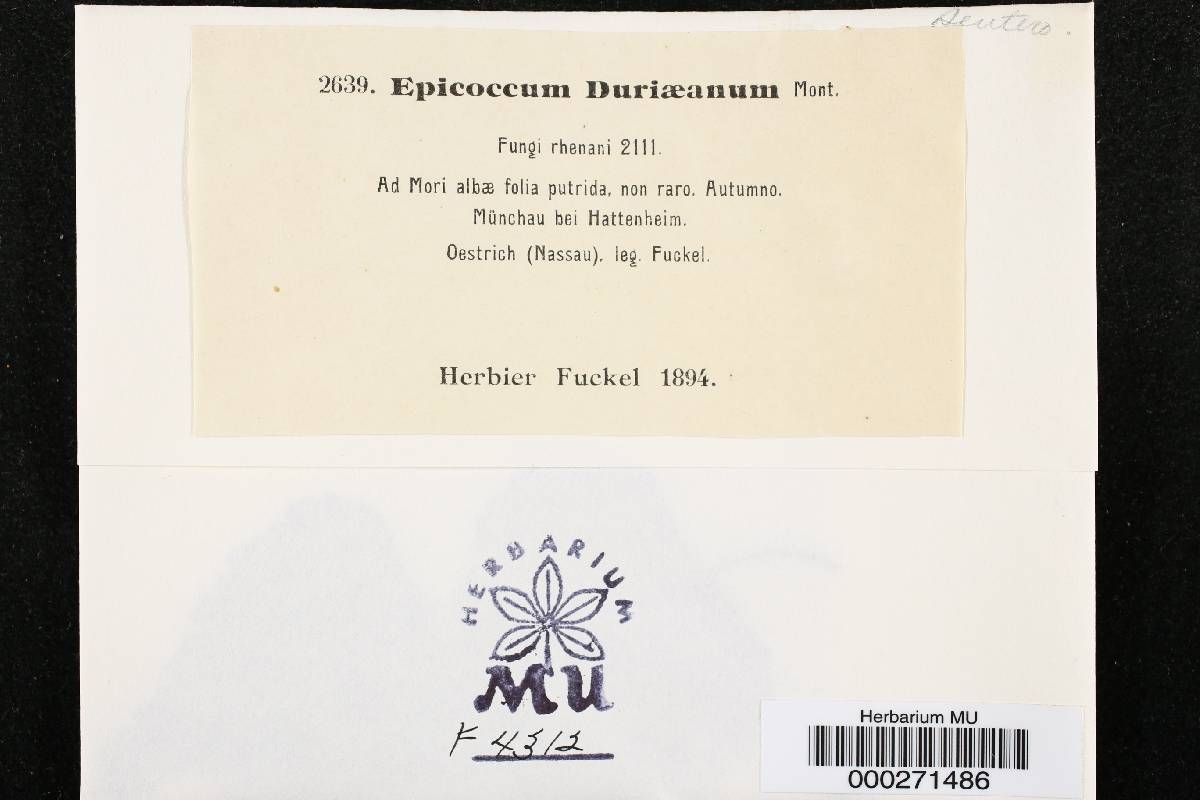 Deutero.
2639. Epicoccum Duriæanum Mont.
Fungi rhenani 2111.
Ad Mori albæ folia putrida, non raro. Autumno.
Münchau bei Hattenheim.
Oestrich (Nassau), leg. Fuckel.
Herbier Fuckel 1894.
HERBARIUM
MU
F 4312
Herbarium MU
000271486